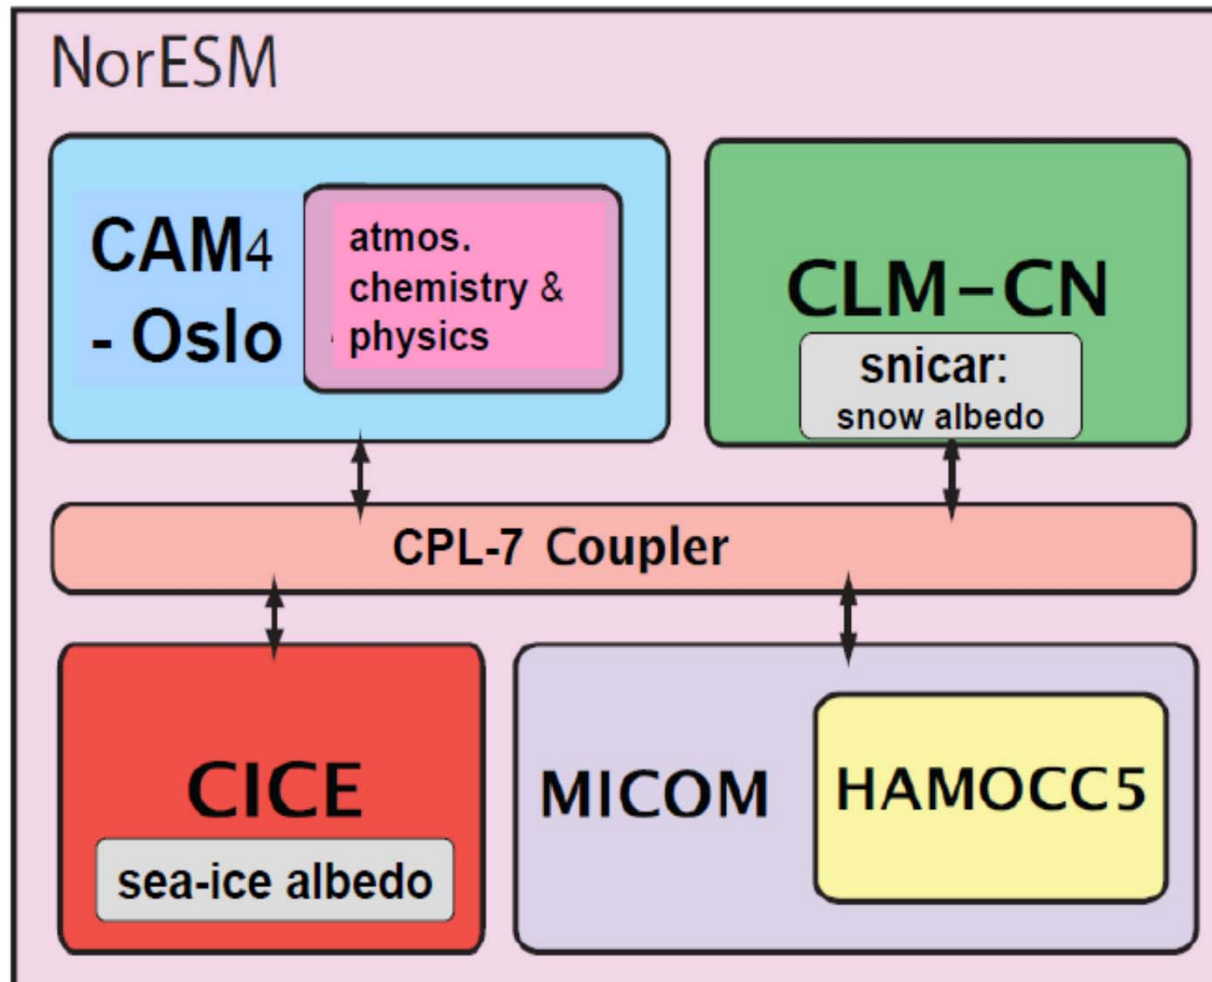 NorESM
CAM4
- Oslo
atmos.
chemistry &
physics
CLM-CN
snicar:
snow albedo
CPL-7 Coupler
CICE
sea-ice albedo
MICOM
HAMOCC5